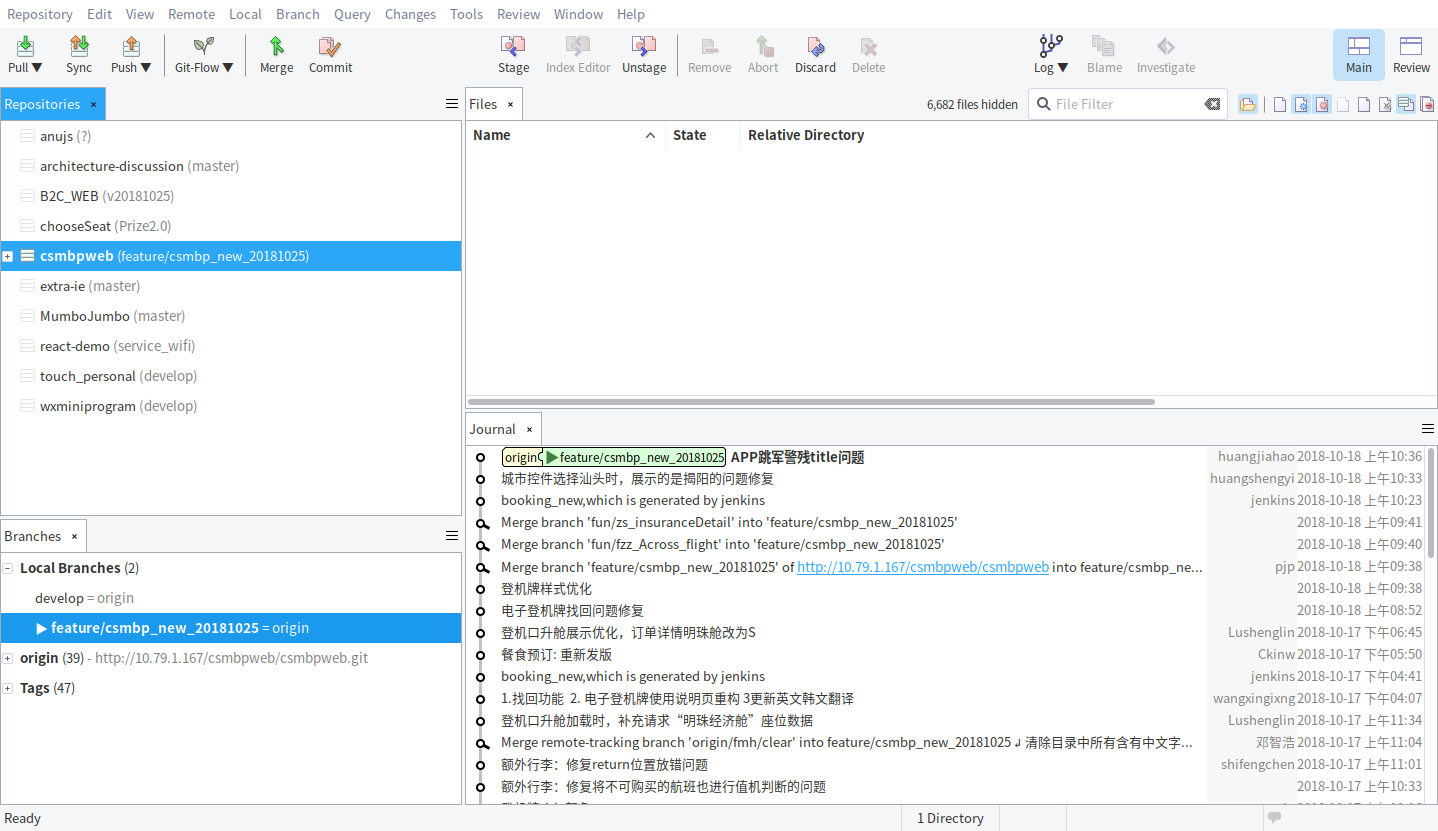 Repository Edit View Remote Local Branch Query Changes Tools Review Window Help
Pull ▼ Sync Push ▼ Git-Flow ▼ Merge Commit Stage Index Editor Unstage Remove Abort Discard Delete Log ▼ Blame Investigate Main Review
Repositories ×
anujs (?)
architecture-discussion (master)
B2C_WEB (v20181025)
chooseSeat (Prize2.0)
csmbpweb (feature/csmbp_new_20181025)
extra-ie (master)
MumboJumbo (master)
react-demo (service_wifi)
touch_personal (develop)
wxminiprogram (develop)
Branches ×
Local Branches (2)
develop = origin
feature/csmbp_new_20181025 = origin
origin (39) - http://10.79.1.167/csmbpweb/csmbpweb.git
Tags (47)
Files × 6,682 files hidden File Filter
Name State Relative Directory
Journal ×
origin feature/csmbp_new_20181025 APP跳军警残title问题 huangjiahao 2018-10-18 上午10:36
城市控件选择汕头时，展示的是揭阳的问题修复 huangshengyi 2018-10-18 上午10:33
booking_new,which is generated by jenkins jenkins 2018-10-18 上午10:23
Merge branch 'fun/zs_insuranceDetail' into 'feature/csmbp_new_20181025' 2018-10-18 上午09:41
Merge branch 'fun/fzz_Across_flight' into 'feature/csmbp_new_20181025' 2018-10-18 上午09:40
Merge branch 'feature/csmbp_new_20181025' of http://10.79.1.167/csmbpweb/csmbpweb into feature/csmbp_ne... pjp 2018-10-18 上午09:38
登机牌样式优化 2018-10-18 上午09:38
电子登机牌找回问题修复 2018-10-18 上午08:52
登机口升舱展示优化，订单详情明珠舱改为S Lushenglin 2018-10-17 下午06:45
餐食预订: 重新发版 Ckinw 2018-10-17 下午05:50
booking_new,which is generated by jenkins jenkins 2018-10-17 下午04:41
1.找回功能 2. 电子登机牌使用说明页重构 3更新英文韩文翻译 wangxingixng 2018-10-17 下午04:07
登机口升舱加载时，补充请求“明珠经济舱”座位数据 Lushenglin 2018-10-17 上午11:34
Merge remote-tracking branch 'origin/fmh/clear' into feature/csmbp_new_20181025 ↲ 清除目录中所有含有中文字... 邓智浩 2018-10-17 上午11:04
额外行李：修复return位置放错问题 shifengchen 2018-10-17 上午11:01
额外行李：修复将不可购买的航班也进行值机判断的问题 2018-10-17 上午10:33
Ready 1 Directory